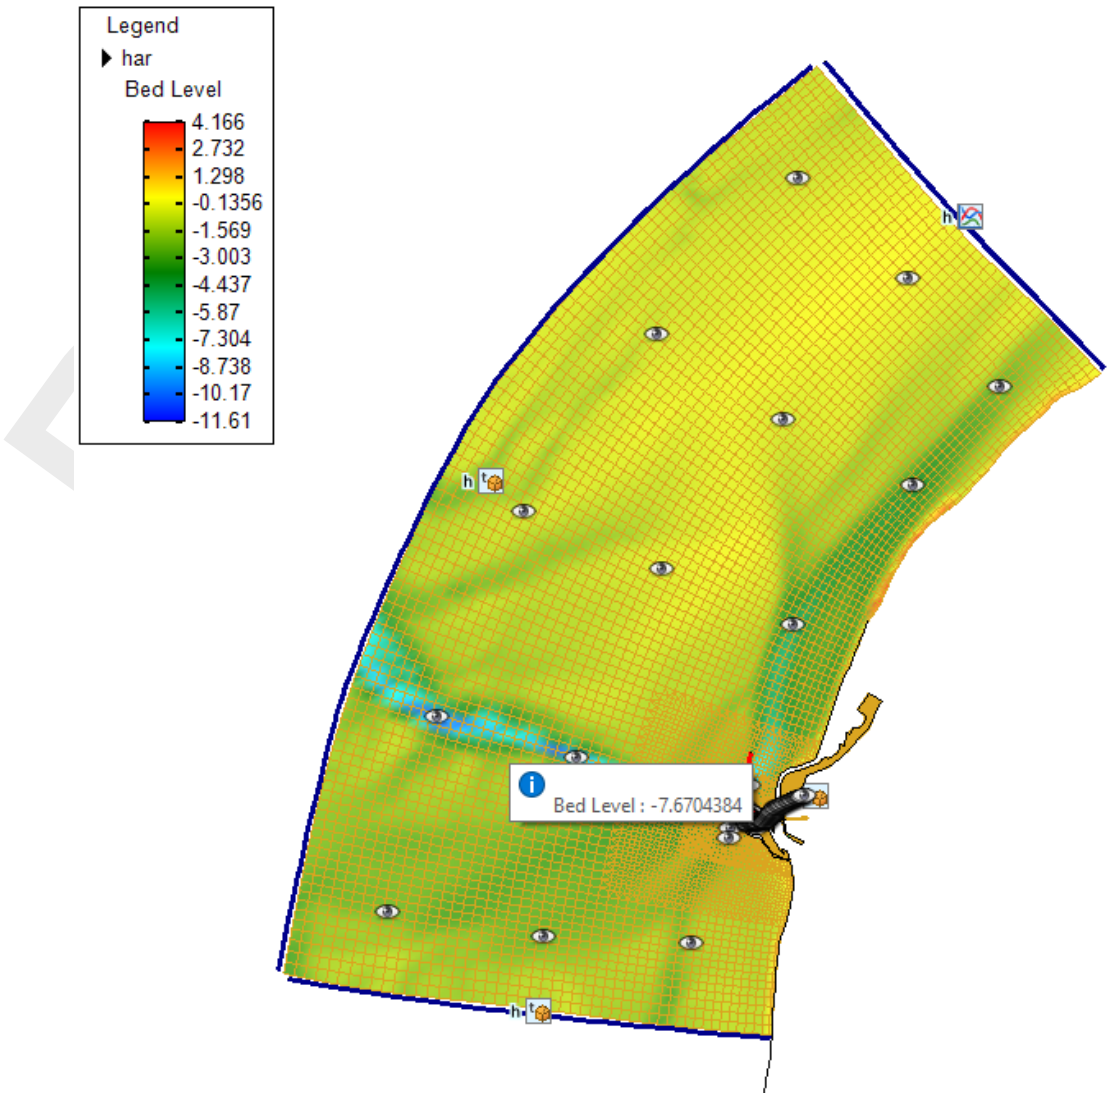 Legend
har
Bed Level
4.166
2.732
1.298
-0.1356
-1.569
-3.003
-4.437
-5.87
-7.304
-8.738
-10.17
-11.61
h
h t
Bed Level : -7.6704384
h t